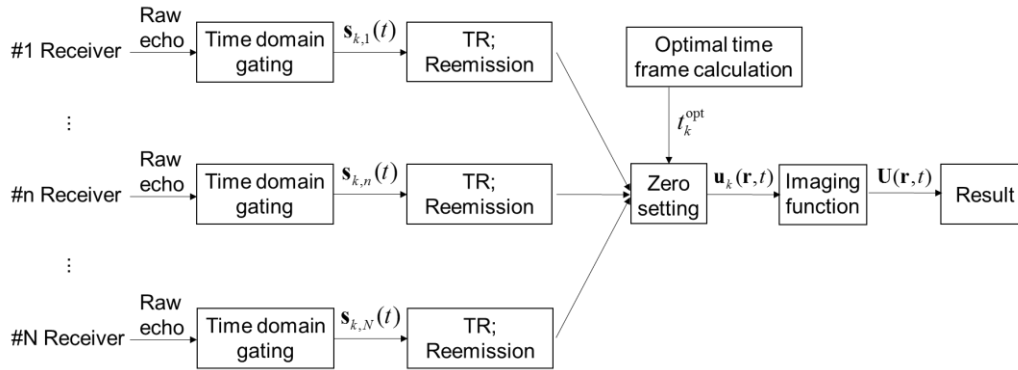 #1 Receiver
Raw
echo
Time domain
gating
s_{k,1}(t)
TR;
Reemission
Optimal time
frame calculation
t_k^{opt}
⋮
#n Receiver
Raw
echo
Time domain
gating
s_{k,n}(t)
TR;
Reemission
Zero
setting
u_k(r,t)
Imaging
function
U(r,t)
Result
⋮
#N Receiver
Raw
echo
Time domain
gating
s_{k,N}(t)
TR;
Reemission